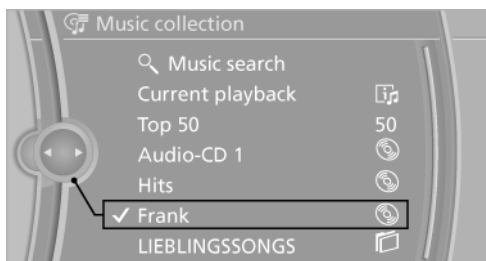 Music collection
Music search
Current playback
Top 50 50
Audio-CD 1
Hits
Frank
LIEBLINGSSONGS